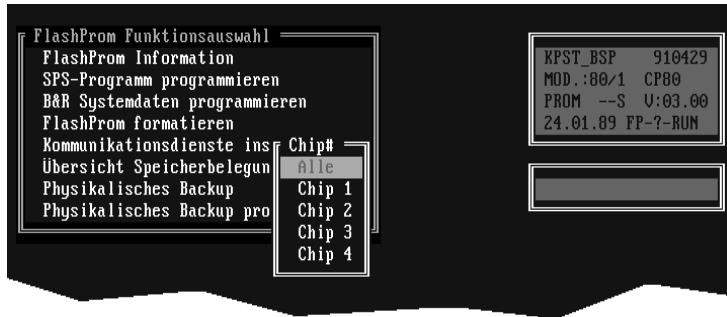 FlashProm Funktionsauswahl
FlashProm Information
SPS-Programm programmieren
B&R Systemdaten programmieren
FlashProm formatieren
Kommunikationsdienste ins
Übersicht Speicherbelegun
Physikalisches Backup
Physikalisches Backup pro
Chip#
Alle
Chip 1
Chip 2
Chip 3
Chip 4
KPST_BSP 910429
MOD.:80/1 CP80
PROM --S V:03.00
24.01.89 FP-?-RUN